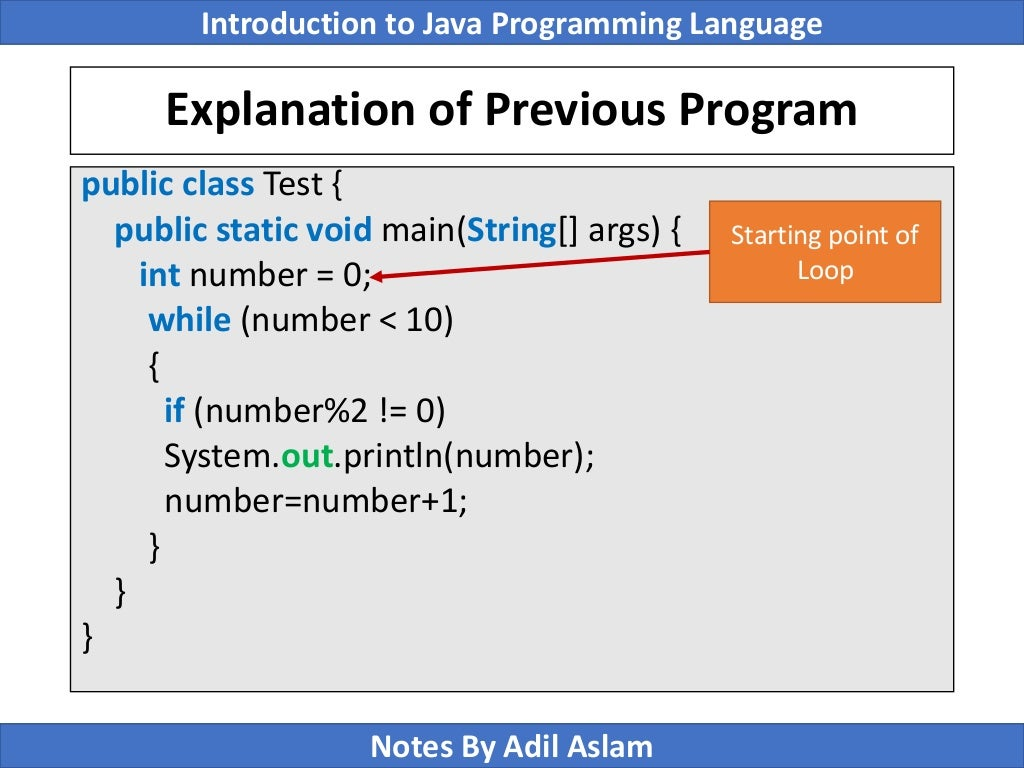 Introduction to Java Programming Language
Explanation of Previous Program
public class Test {
public static void main(String[] args) {
int number = 0;
while (number < 10)
{
if (number%2 != 0)
System.out.println(number);
number=number+1;
}
}
}
Starting point of
Loop
Notes By Adil Aslam